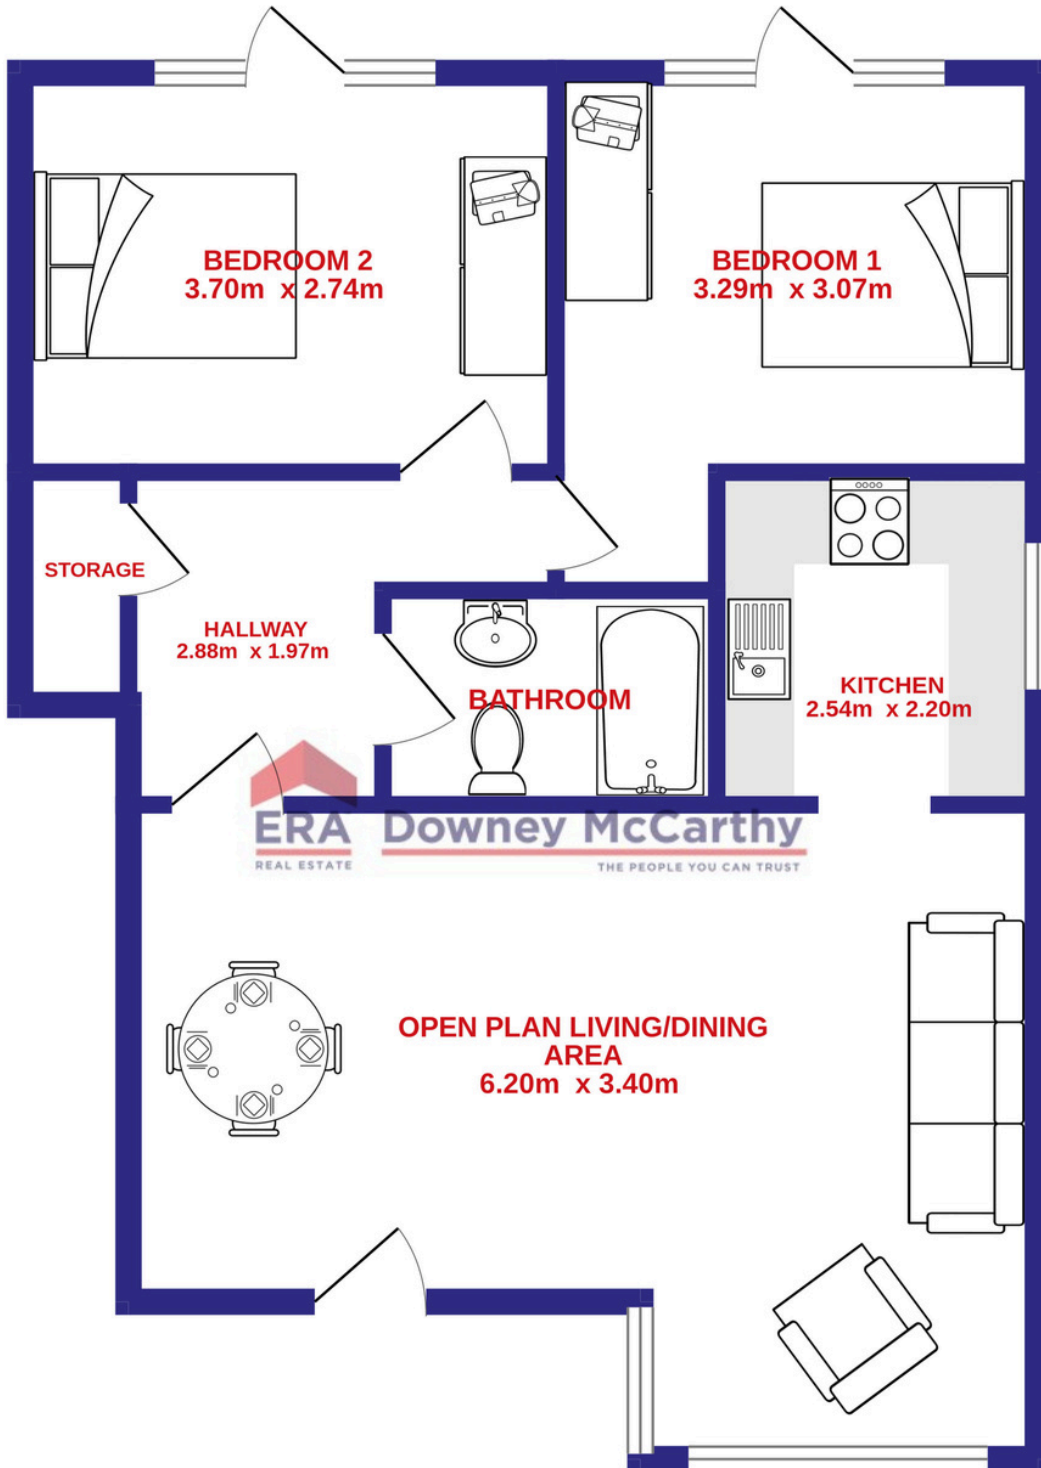 BEDROOM 2
3.70m x 2.74m
BEDROOM 1
3.29m x 3.07m
STORAGE
HALLWAY
2.88m x 1.97m
BATHROOM
KITCHEN
2.54m x 2.20m
ERA Downey McCarthy
REAL ESTATE THE PEOPLE YOU CAN TRUST
OPEN PLAN LIVING/DINING
AREA
6.20m x 3.40m